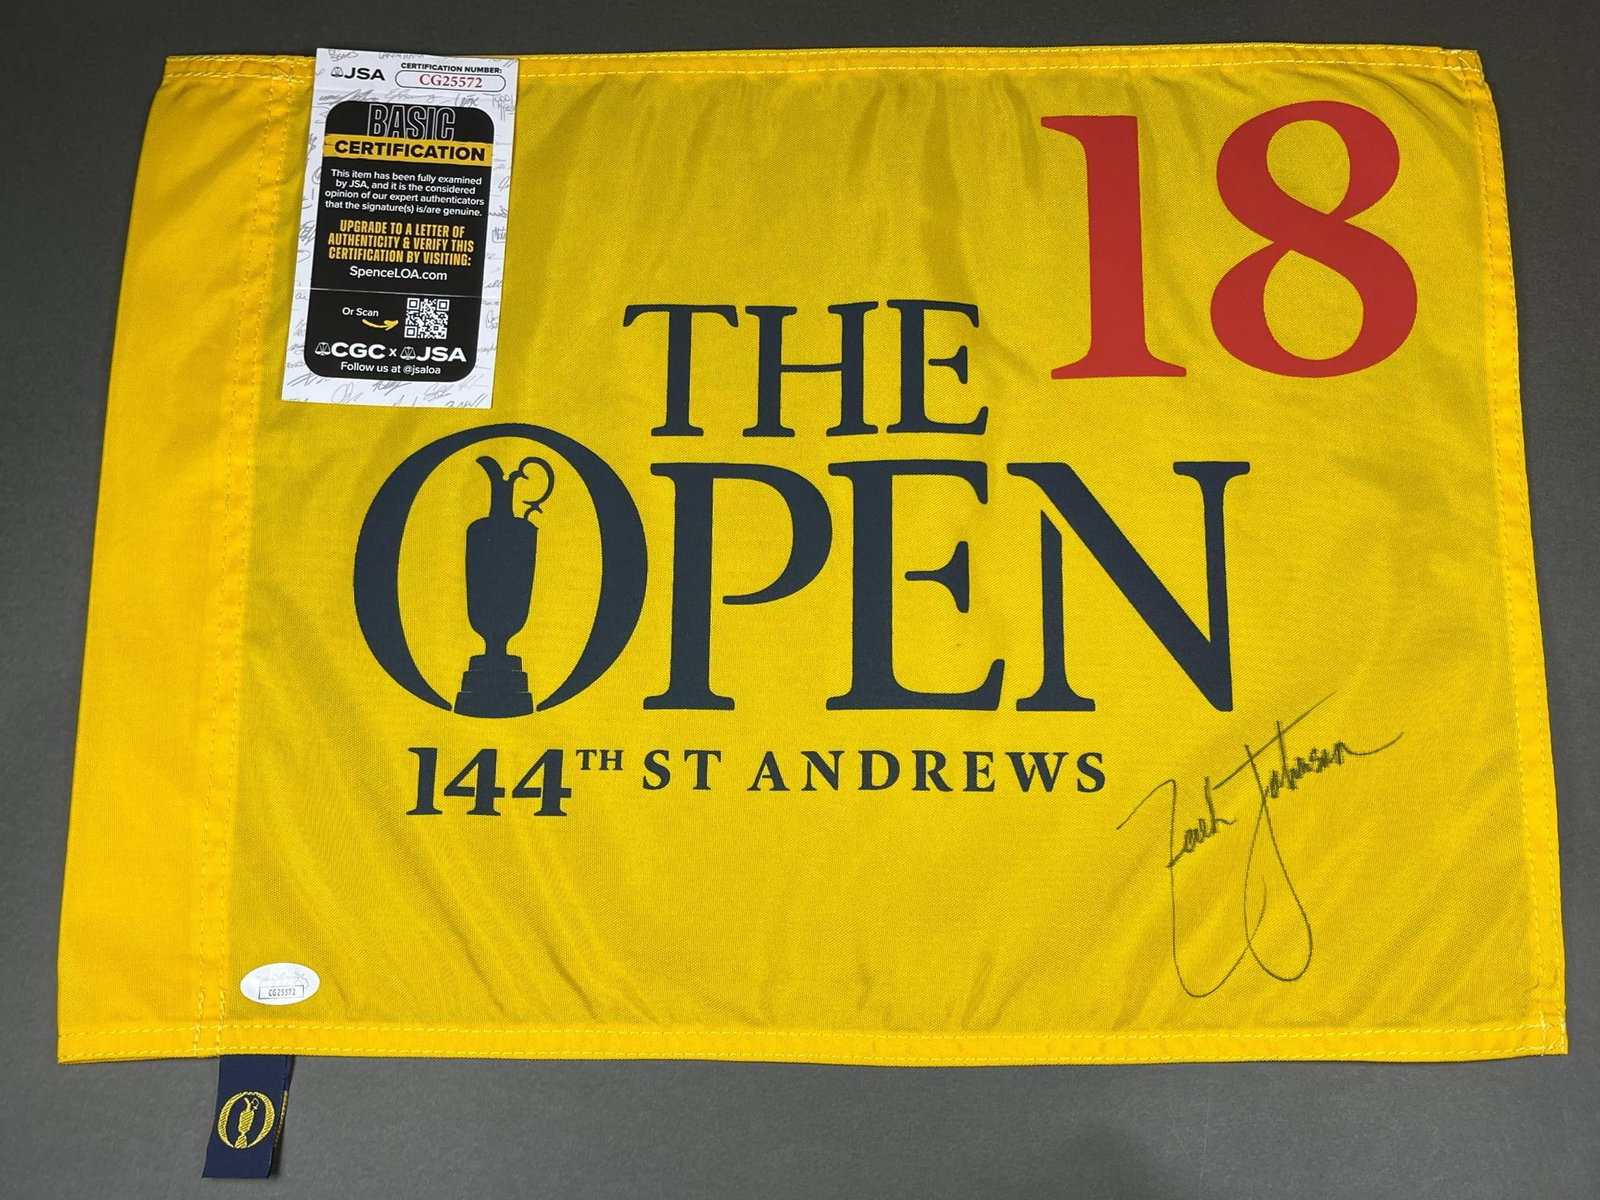 JSA
CERTIFICATION NUMBER:
CG25572
BASIC
CERTIFICATION
This item has been fully examined
by JSA, and it is the considered
opinion of our expert authenticators
that the signature(s) is/are genuine.
UPGRADE TO A LETTER OF
AUTHENTICITY & VERIFY THIS
CERTIFICATION BY VISITING:
SpenceLOA.com
Or Scan
CGC x JSA
Follow us at @jsaloa
18
THE
OPEN
144TH ST ANDREWS
Zach Johnson
CG25572